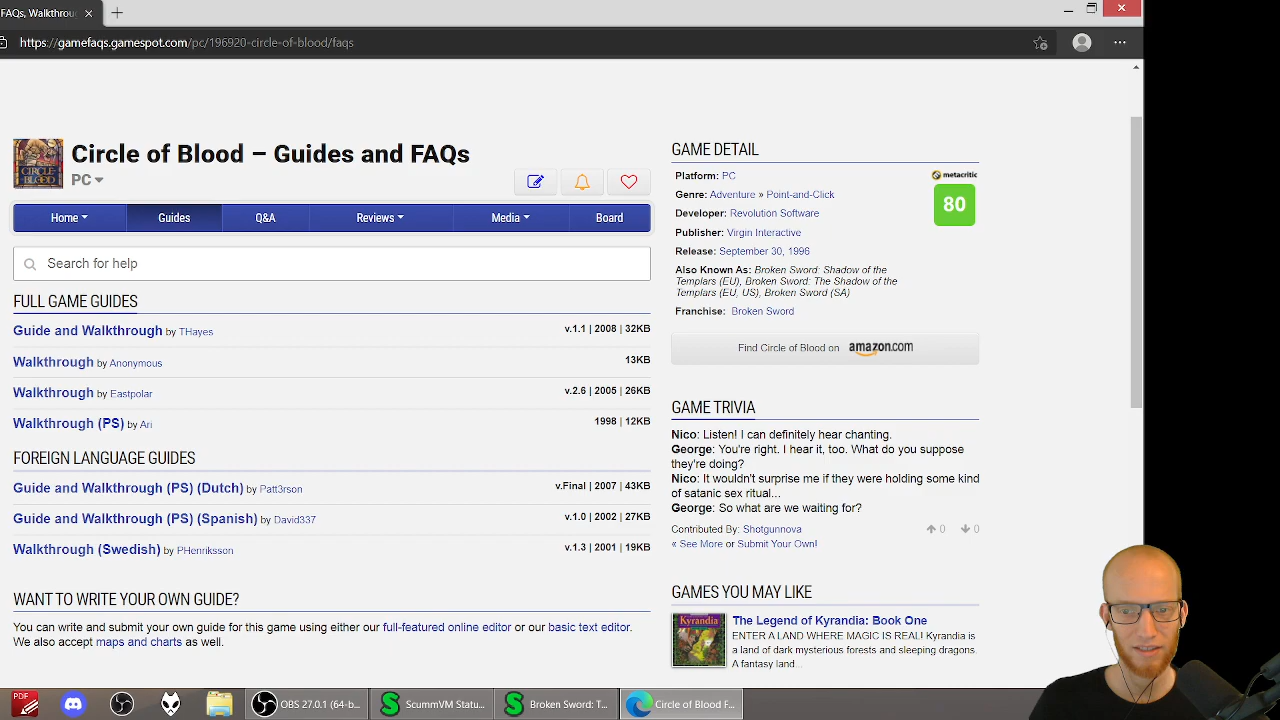 FAQs, Walkthrou
https://gamefaqs.gamespot.com/pc/196920-circle-of-blood/faqs
Circle of Blood – Guides and FAQs
PC
Home
Guides
Q&A
Reviews
Media
Board
Search for help
FULL GAME GUIDES
Guide and Walkthrough by THayes v.1.1 | 2008 | 32KB
Walkthrough by Anonymous 13KB
Walkthrough by Eastpolar v.2.6 | 2005 | 26KB
Walkthrough (PS) by Ari 1998 | 12KB
FOREIGN LANGUAGE GUIDES
Guide and Walkthrough (PS) (Dutch) by Patt3rson v.Final | 2007 | 43KB
Guide and Walkthrough (PS) (Spanish) by David337 v.1.0 | 2002 | 27KB
Walkthrough (Swedish) by PHenriksson v.1.3 | 2001 | 19KB
WANT TO WRITE YOUR OWN GUIDE?
You can write and submit your own guide for this game using either our full-featured online editor or our basic text editor.
We also accept maps and charts as well.
GAME DETAIL
Platform: PC
Genre: Adventure » Point-and-Click
Developer: Revolution Software
Publisher: Virgin Interactive
Release: September 30, 1996
Also Known As: Broken Sword: Shadow of the
Templars (EU), Broken Sword: The Shadow of the
Templars (EU, US), Broken Sword (SA)
Franchise: Broken Sword
metacritic
80
Find Circle of Blood on amazon.com
GAME TRIVIA
Nico: Listen! I can definitely hear chanting.
George: You're right. I hear it, too. What do you suppose
they're doing?
Nico: It wouldn't surprise me if they were holding some kind
of satanic sex ritual...
George: So what are we waiting for?
Contributed By: Shotgunnova 0 0
« See More or Submit Your Own!
GAMES YOU MAY LIKE
Kyrandia
The Legend of Kyrandia: Book One
ENTER A LAND WHERE MAGIC IS REAL! Kyrandia is
a land of dark mysterious forests and sleeping dragons.
A fantasy land...
PDF
OBS 27.0.1 (64-b...
ScummVM Statu...
Broken Sword: T...
Circle of Blood F...